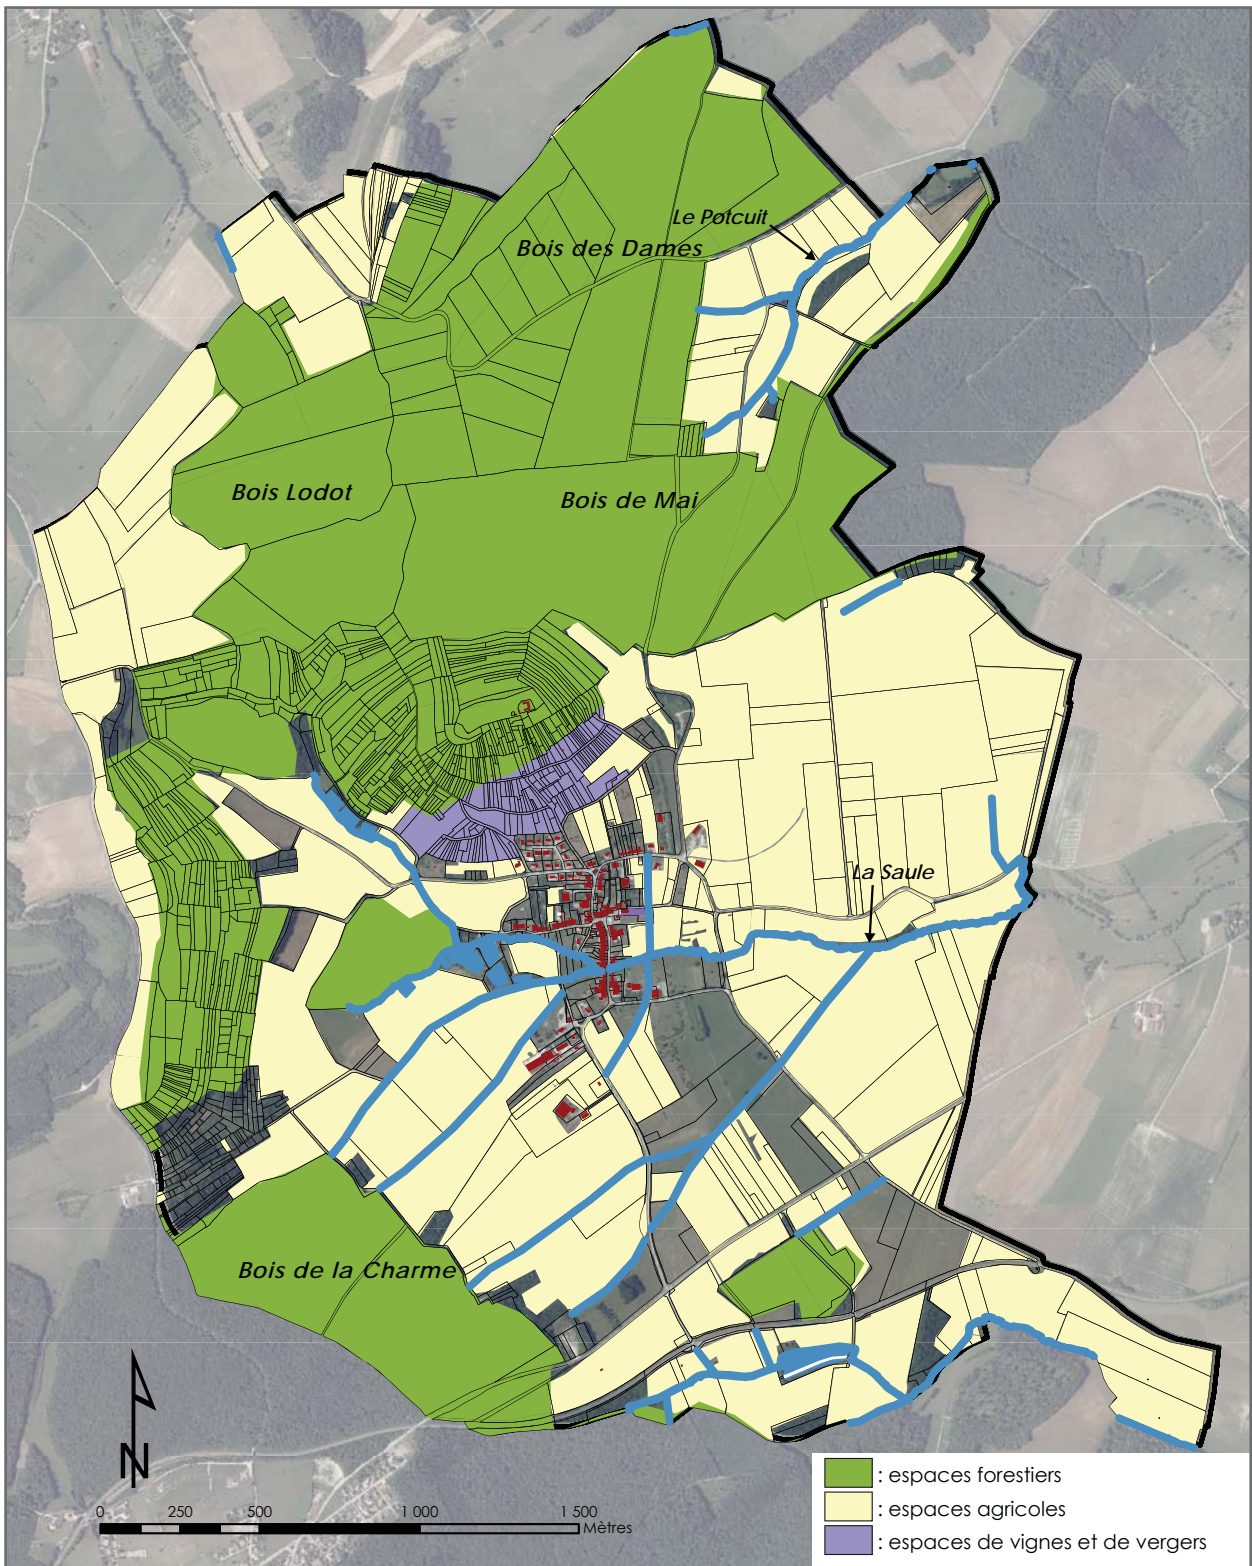 Le Potcuit
Bois des Dames
Bois Lodot
Bois de Mai
La Saule
Bois de la Charme
N
0 250 500 1 000 1 500
Mètres
: espaces forestiers
: espaces agricoles
: espaces de vignes et de vergers